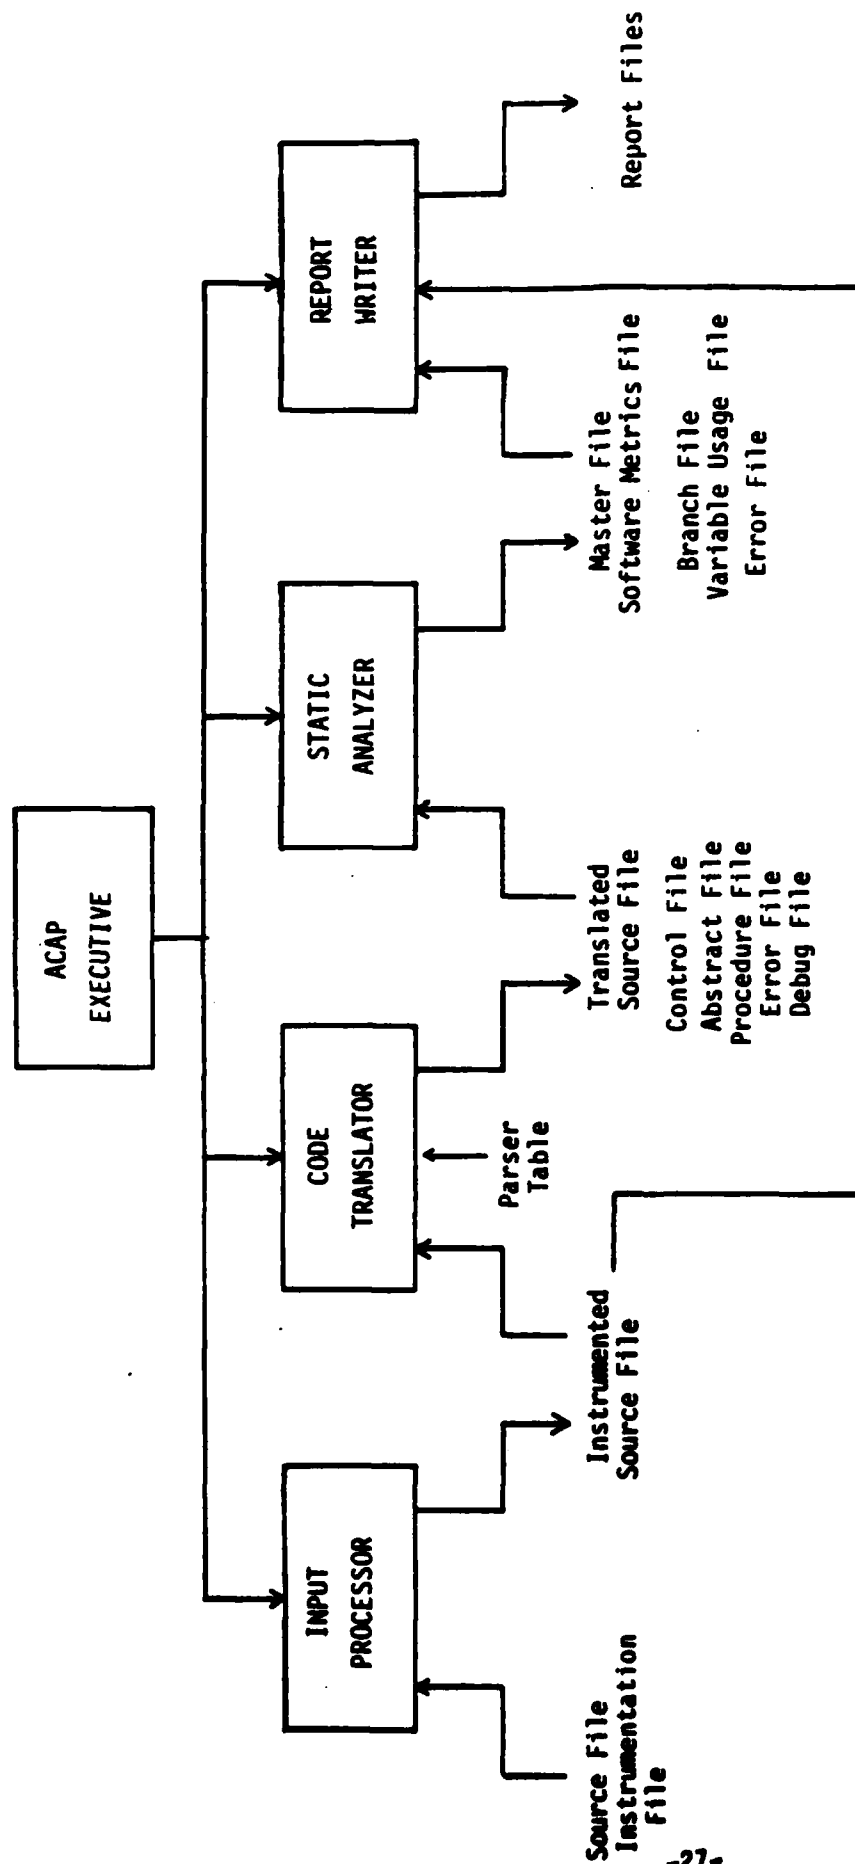 ACAP
EXECUTIVE
INPUT
PROCESSOR
CODE
TRANSLATOR
STATIC
ANALYZER
REPORT
WRITER
Source File
Instrumentation
File
Instrumented
Source File
Parser
Table
Translated
Source File
Control File
Abstract File
Procedure File
Error File
Debug File
Master File
Software Metrics File
Branch File
Variable Usage File
Error File
Report Files
-27-